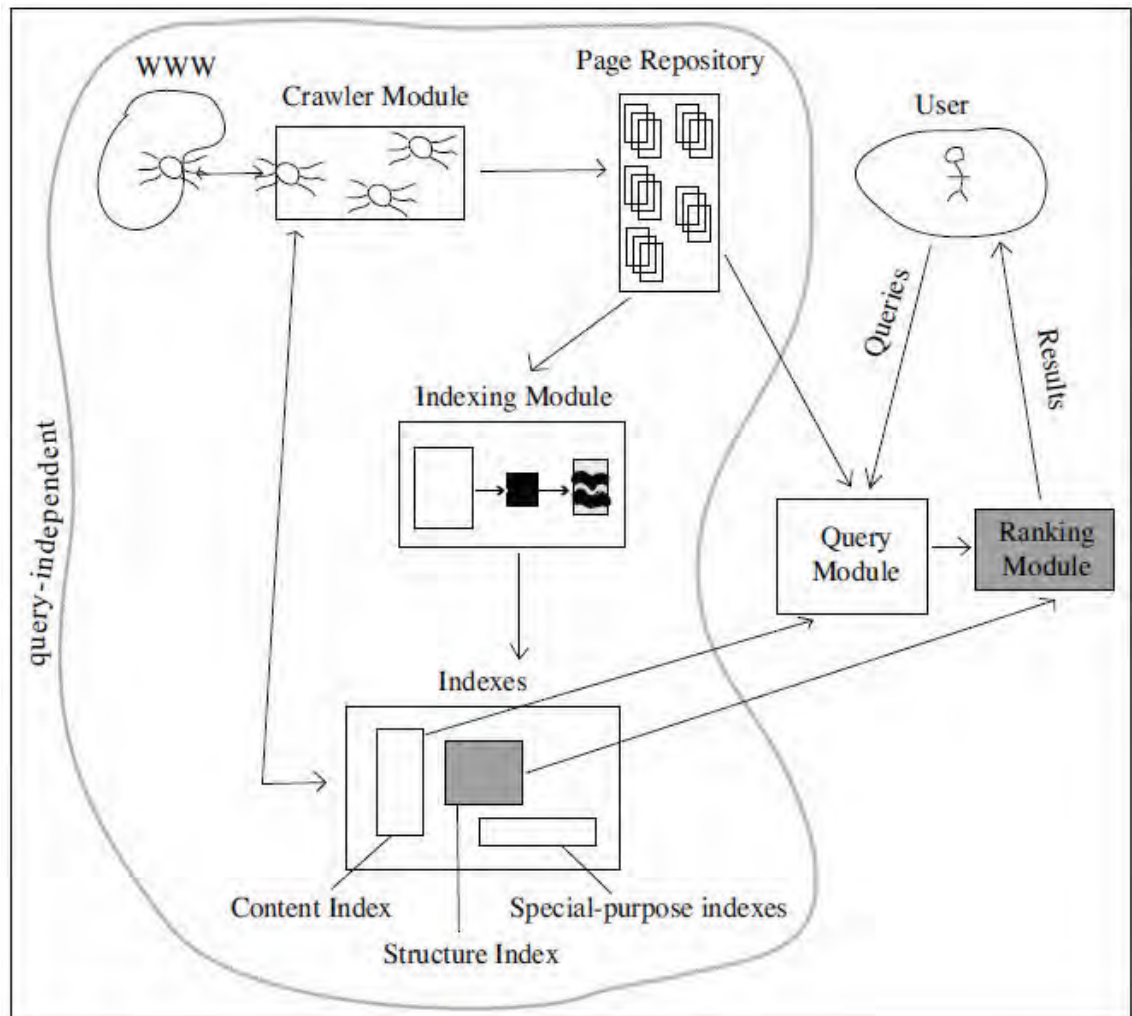 WWW
Crawler Module
Page Repository
User
Queries
Results
Indexing Module
query-independent
Query
Module
Ranking
Module
Indexes
Content Index
Special-purpose indexes
Structure Index